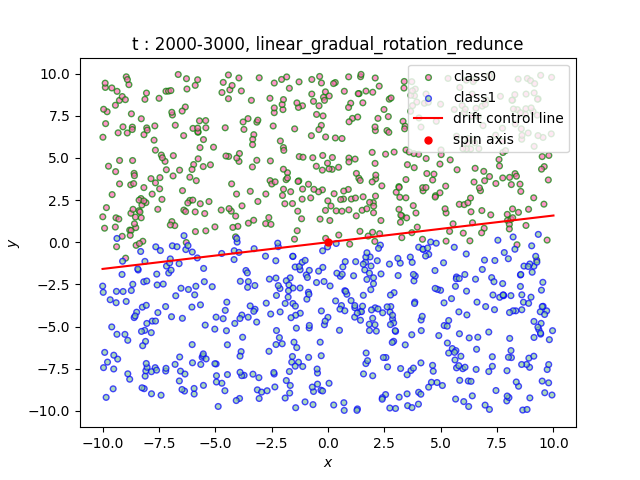 t : 2000-3000, linear_gradual_rotation_redunce
class0
class1
drift control line
spin axis
10.0
7.5
5.0
2.5
0.0
−2.5
−5.0
−7.5
−10.0
y
−10.0 −7.5 −5.0 −2.5 0.0 2.5 5.0 7.5 10.0
x